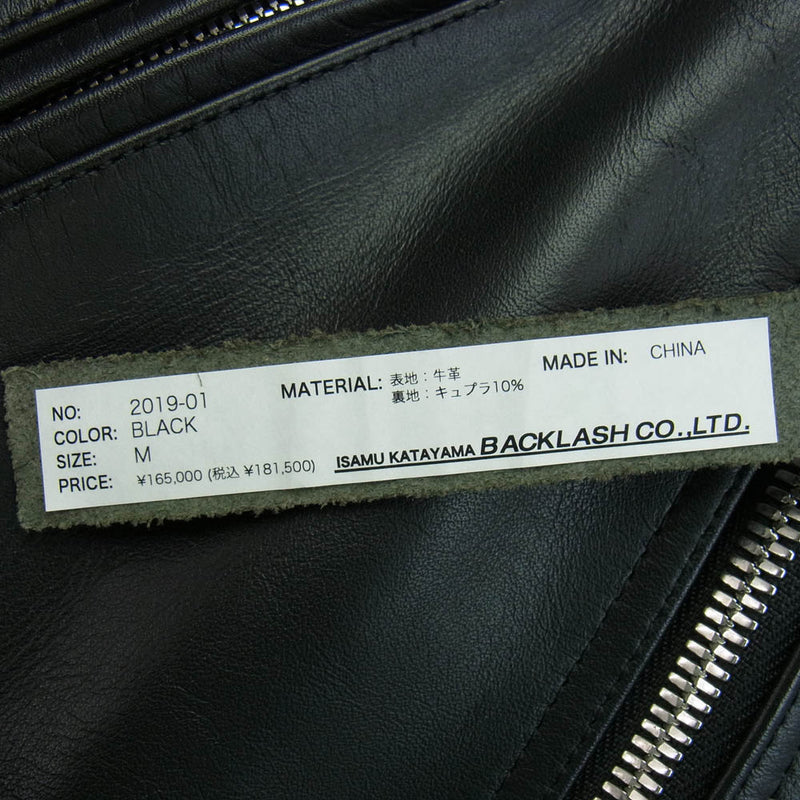 NO: 2019-01
COLOR: BLACK
SIZE: M
PRICE: ¥165,000 (税込 ¥181,500)
MATERIAL: 表地:牛革
裏地:キュプラ10%
MADE IN: CHINA
ISAMU KATAYAMA BACKLASH CO.,LTD.